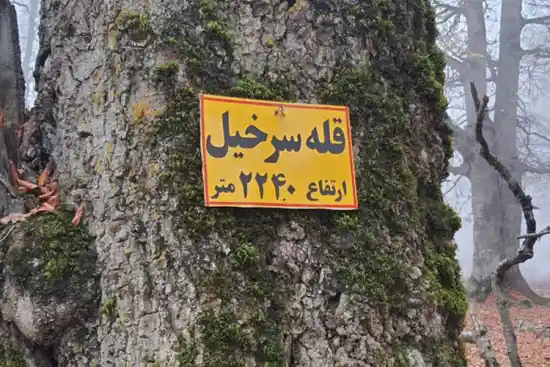 قله سرخیل
ارتفاع ۲۲۴۰ متر